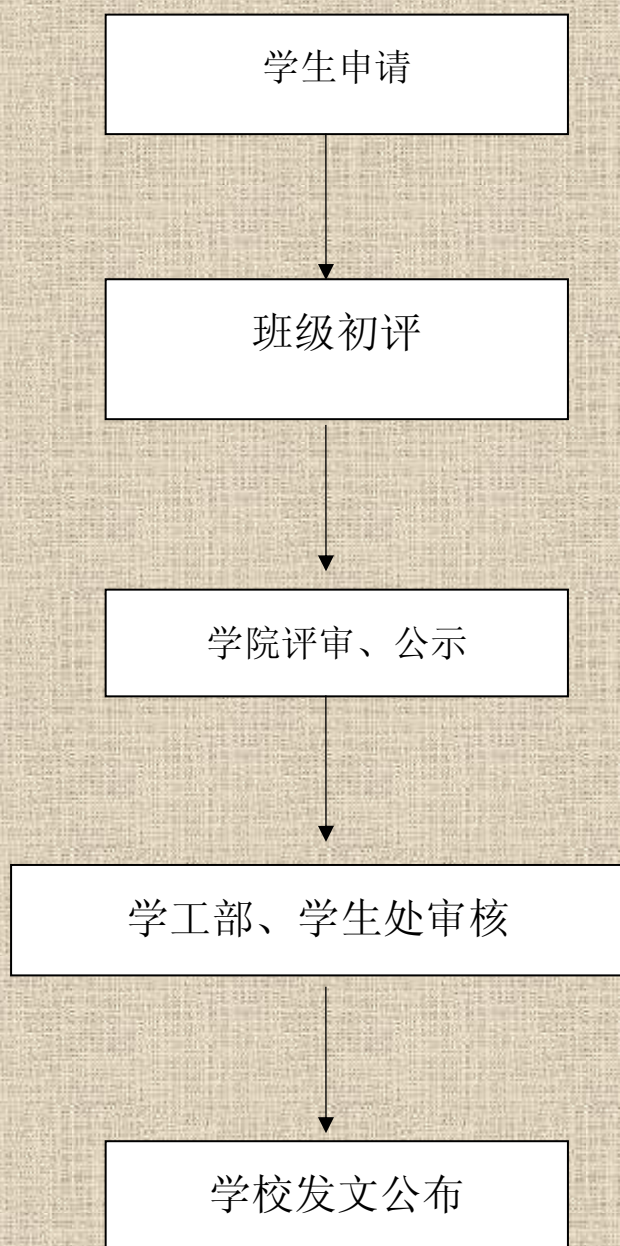 学生申请
班级初评
学院评审、公示
学工部、学生处审核
学校发文公布